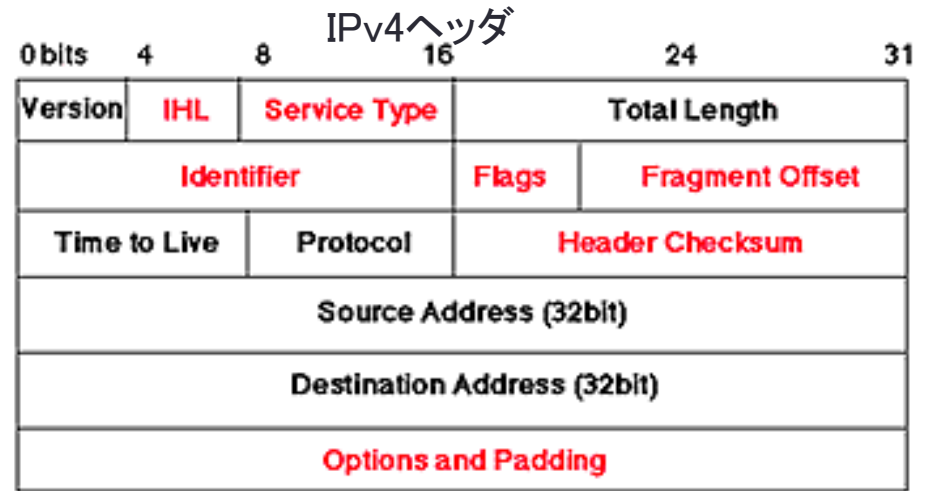 IPv4ヘッダ
0 bits 4 8 16 24 31
Version IHL Service Type Total Length
Identifier Flags Fragment Offset
Time to Live Protocol Header Checksum
Source Address (32bit)
Destination Address (32bit)
Options and Padding